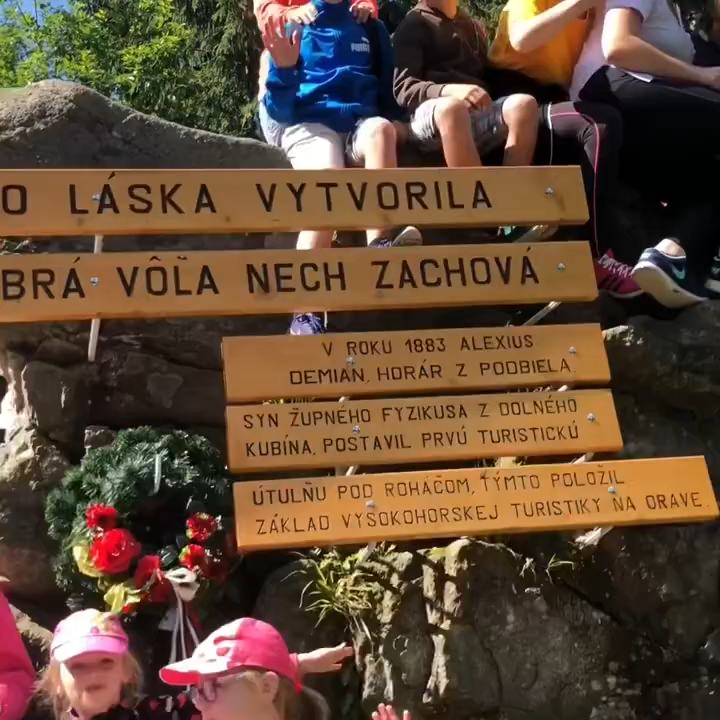 O LÁSKA VYTVORILA
BRÁ VÔĽA NECH ZACHOVÁ
V ROKU 1883 ALEXIUS
DEMIAN, HORÁR Z PODBIELA,
SYN ŽUPNÉHO FYZIKUSA Z DOLNÉHO
KUBÍNA, POSTAVIL PRVÚ TURISTICKÚ
ÚTULŇU POD ROHÁČOM, TÝMTO POLOŽIL
ZÁKLAD VYSOKOHORSKEJ TURISTIKY NA ORAVE.